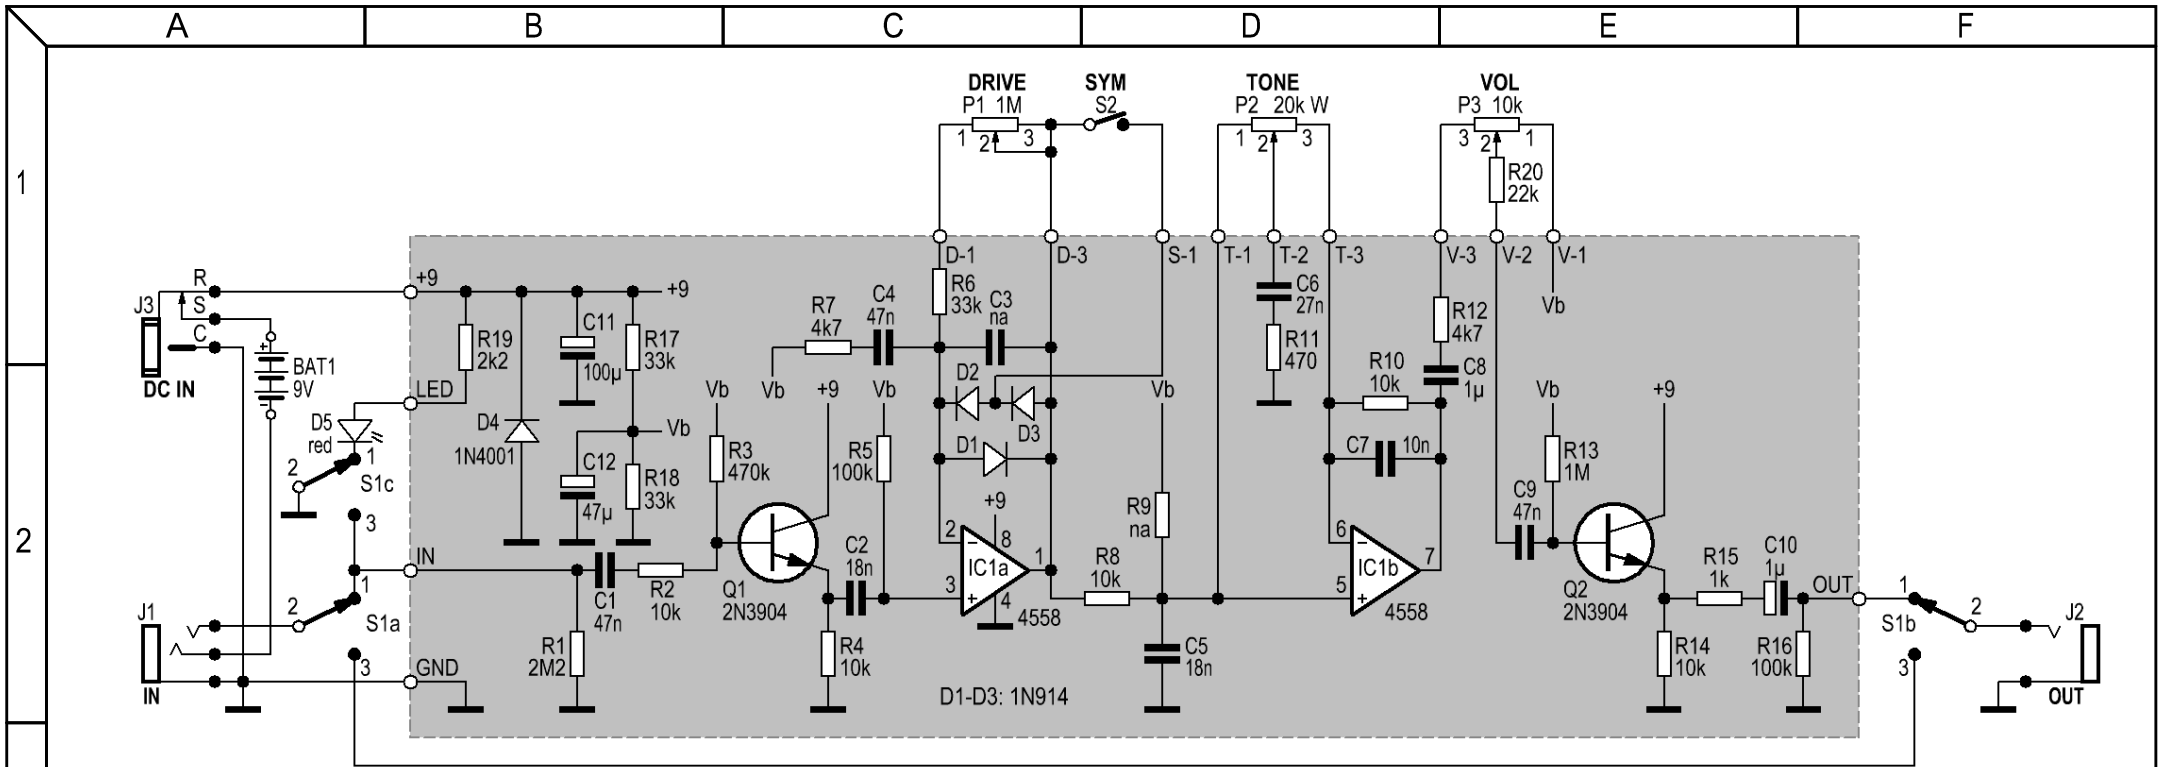 A B C D E F
1
2
DRIVE
P1 1M
1 2 3
SYM
S2
TONE
P2 20k W
1 2 3
VOL
P3 10k
3 2 1
R20
22k
D-1 D-3 S-1 T-1 T-2 T-3 V-3 V-2 V-1
Vb
J3
R
S
C
DC IN
+
BAT1
9V
-
+9
+9
R19
2k2
C11
100µ
R17
33k
LED
D5
red
1
2
S1c
3
D4
1N4001
Vb
C12
47µ
R18
33k
R7
4k7
C4
47n
R6
33k
C3
na
Vb
D2
D3
D1
Vb
R3
470k
+9
Vb
R5
100k
+9
2
8
1
3
4
-
+
IC1a
4558
C6
27n
R11
470
R12
4k7
R10
10k
C8
1µ
C7 10n
Vb
R9
na
R8
10k
C5
18n
6
5
7
-
+
IC1b
4558
Vb
R13
1M
+9
C9
47n
Q2
2N3904
R15
1k
C10
1µ
R14
10k
R16
100k
OUT
1
2
S1b
3
J2
OUT
IN
1
2
S1a
J1
IN
3
GND
R1
2M2
C1
47n
R2
10k
Q1
2N3904
C2
18n
R4
10k
D1-D3: 1N914